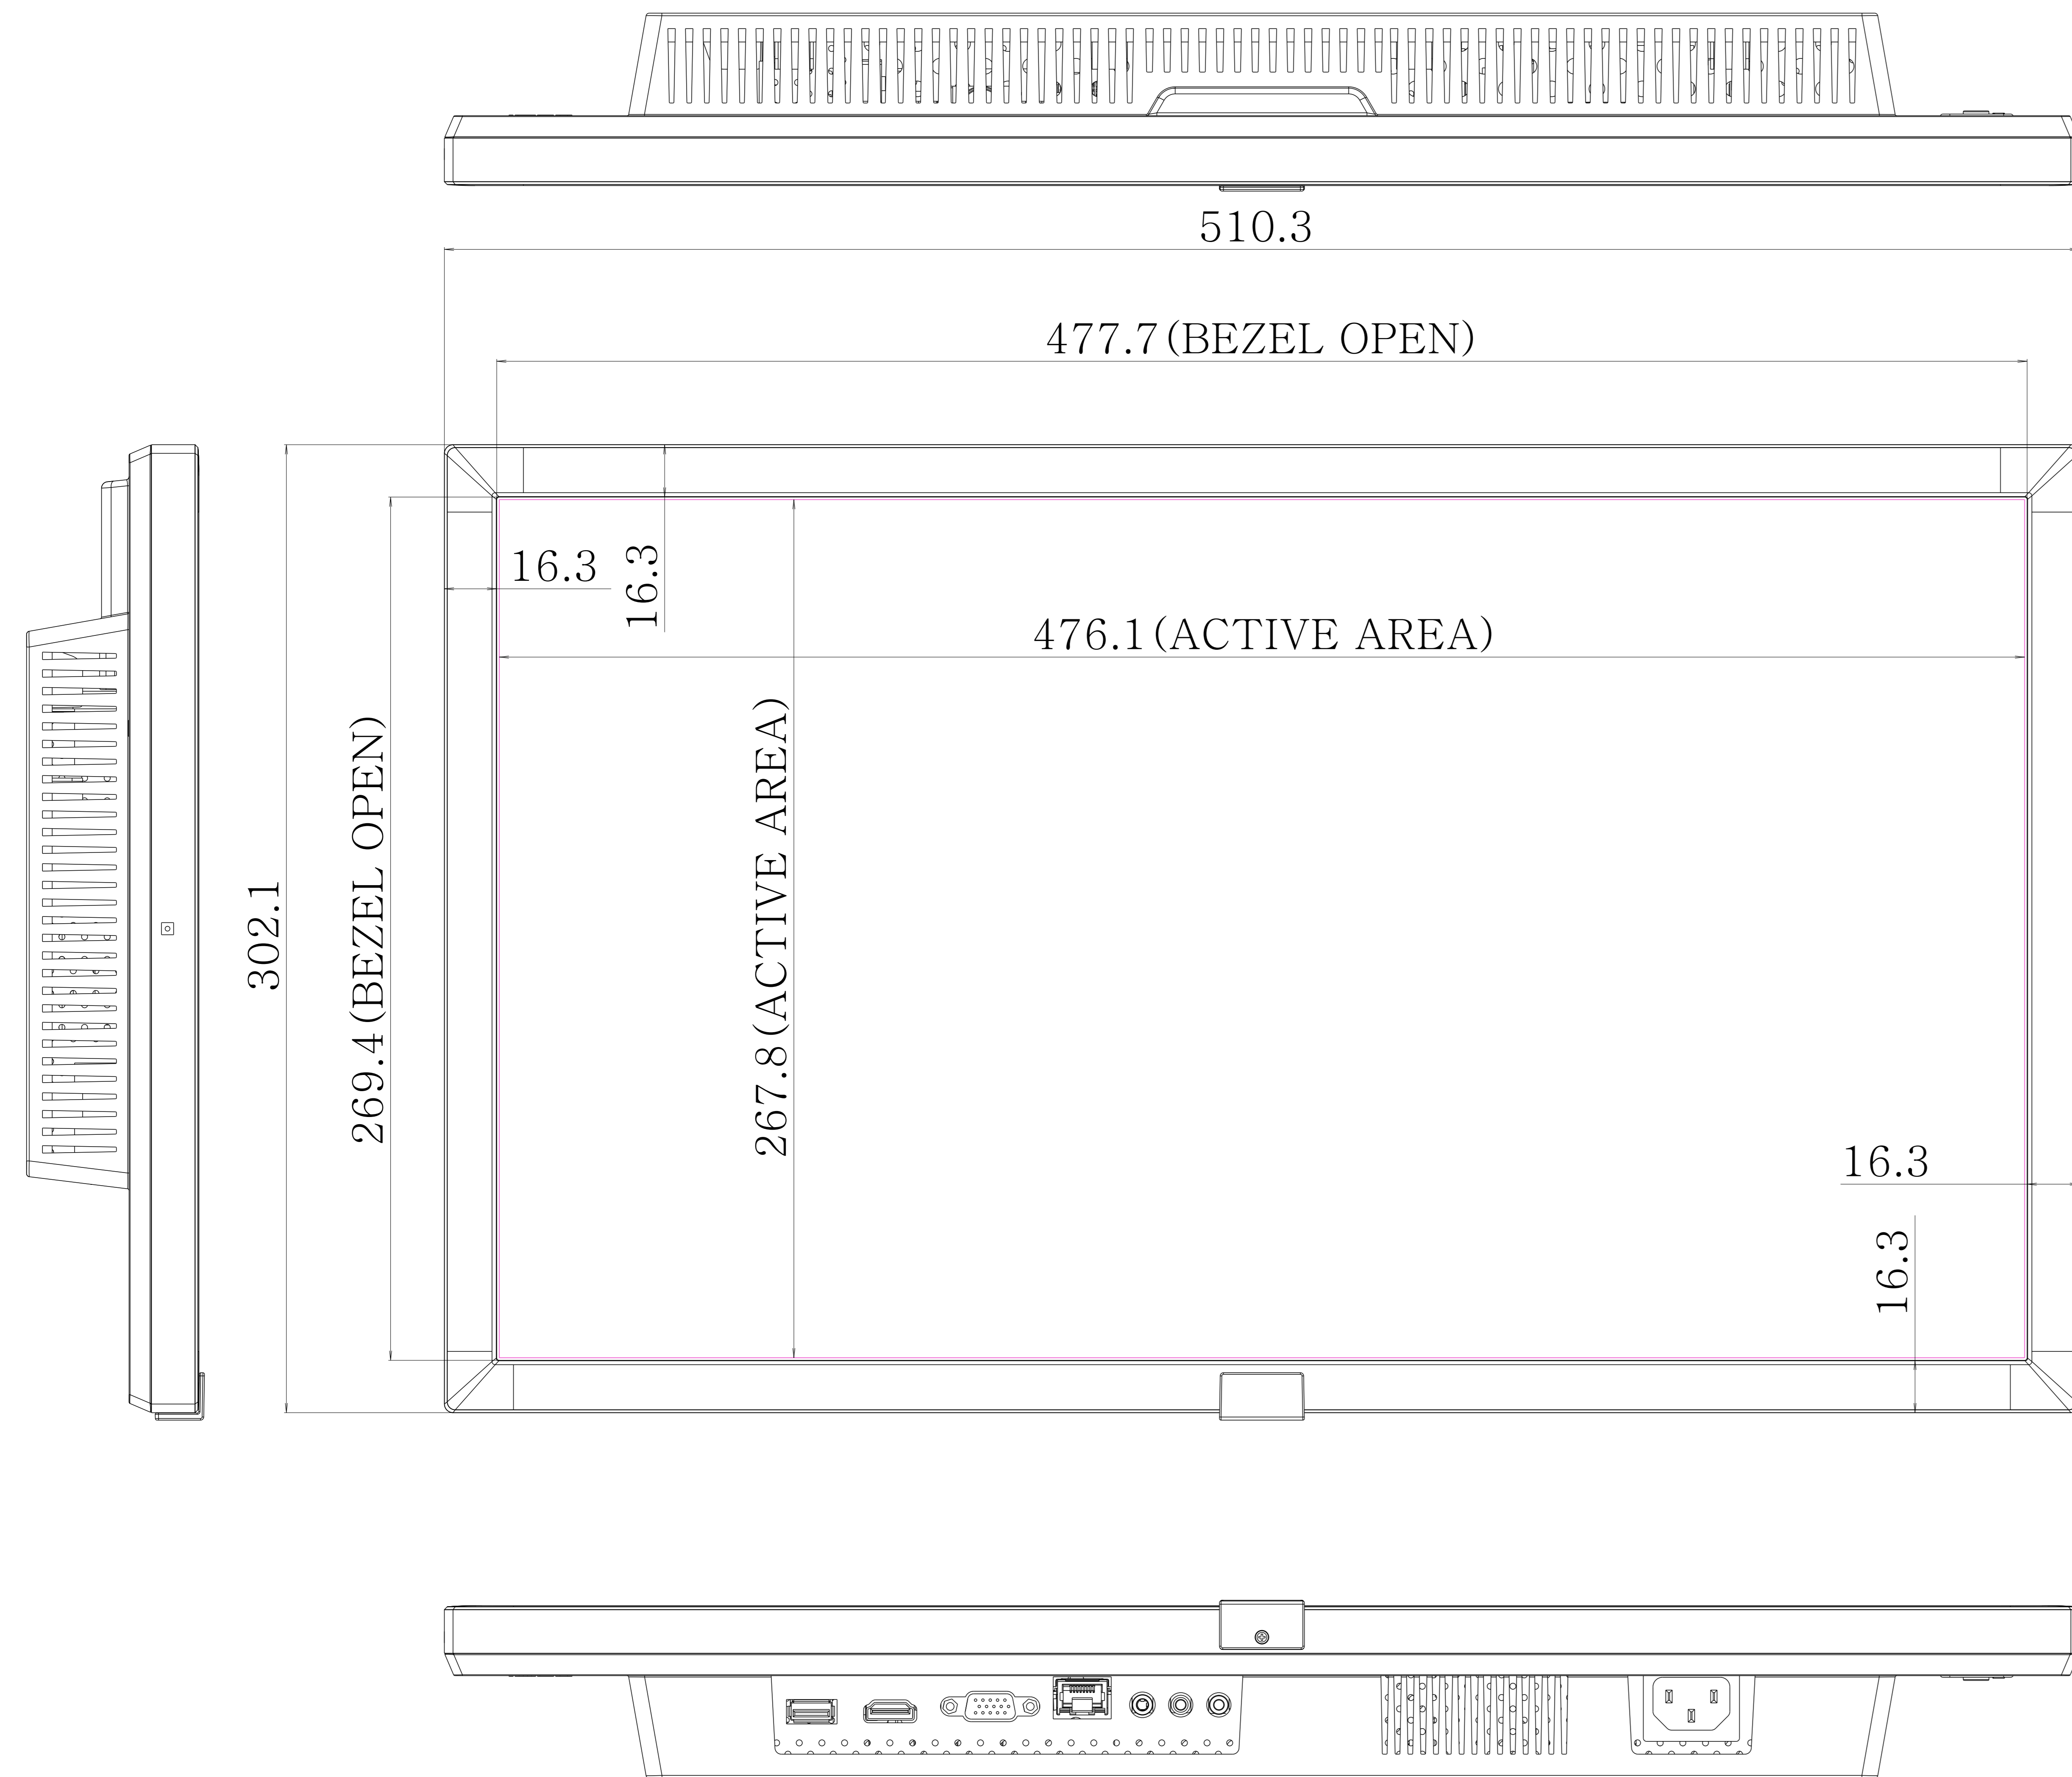 510.3
477.7(BEZEL OPEN)
16.3
16.3
476.1(ACTIVE AREA)
302.1
269.4(BEZEL OPEN)
267.8(ACTIVE AREA)
16.3
16.3